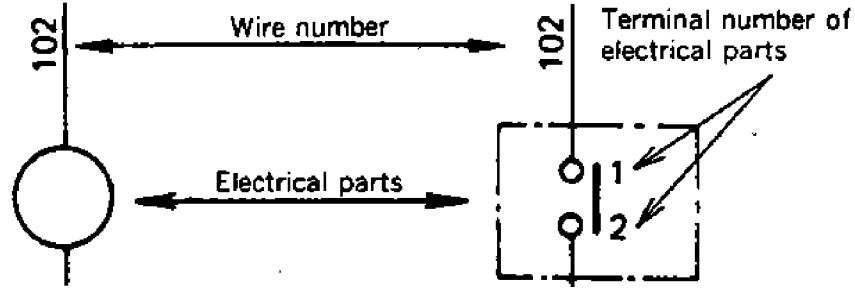 102
Wire number
102
Terminal number of
electrical parts
Electrical parts
1
2